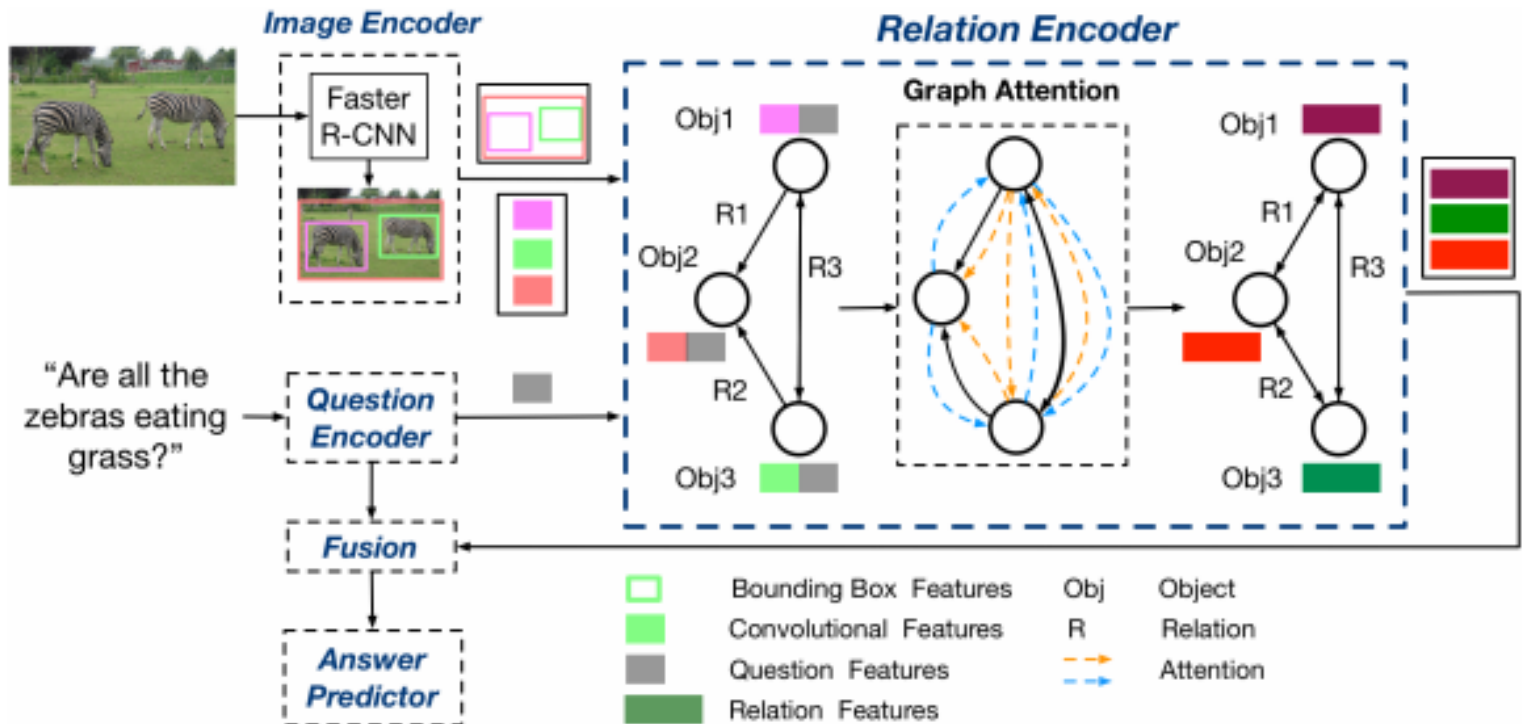 Image Encoder
Relation Encoder
Faster
R-CNN
Graph Attention
Obj1
R1
Obj2
R3
R2
Obj3
Obj1
R1
Obj2
R3
R2
Obj3
“Are all the
zebras eating
grass?”
Question
Encoder
Fusion
Answer
Predictor
Bounding Box Features
Convolutional Features
Question Features
Relation Features
Obj Object
R Relation
Attention